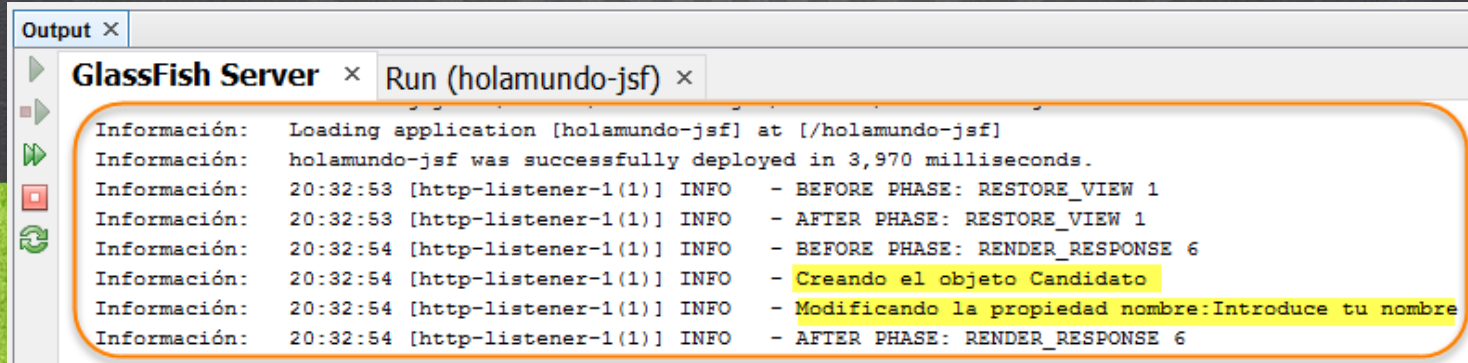 Output
GlassFish Server
Run (holamundo-jsf)
Información: Loading application [holamundo-jsf] at [/holamundo-jsf]
Información: holamundo-jsf was successfully deployed in 3,970 milliseconds.
Información: 20:32:53 [http-listener-1(1)] INFO - BEFORE PHASE: RESTORE_VIEW 1
Información: 20:32:53 [http-listener-1(1)] INFO - AFTER PHASE: RESTORE_VIEW 1
Información: 20:32:54 [http-listener-1(1)] INFO - BEFORE PHASE: RENDER_RESPONSE 6
Información: 20:32:54 [http-listener-1(1)] INFO - Creando el objeto Candidato
Información: 20:32:54 [http-listener-1(1)] INFO - Modificando la propiedad nombre:Introduce tu nombre
Información: 20:32:54 [http-listener-1(1)] INFO - AFTER PHASE: RENDER_RESPONSE 6